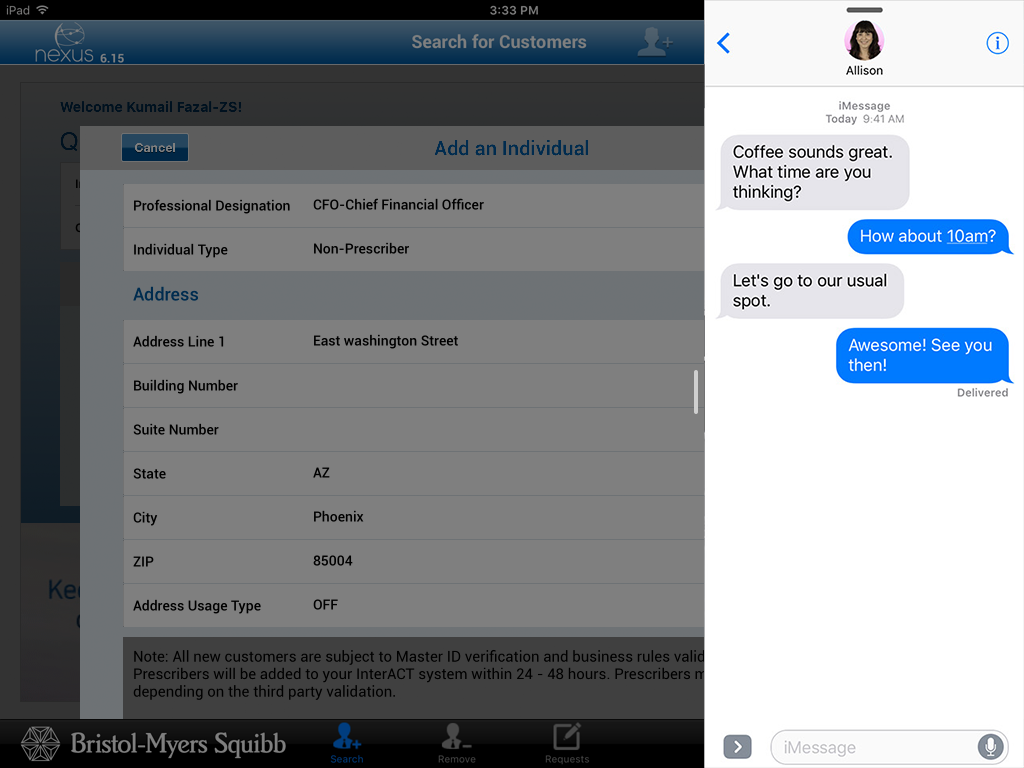 iPad
3:33 PM
nexus 6.15
Search for Customers
Welcome Kumail Fazal-ZS!
Cancel
Add an Individual
Professional Designation CFO-Chief Financial Officer
Individual Type Non-Prescriber
Address
Address Line 1 East washington Street
Building Number
Suite Number
State AZ
City Phoenix
ZIP 85004
Address Usage Type OFF
Note: All new customers are subject to Master ID verification and business rules
Prescribers will be added to your InterACT system within 24 - 48 hours. Prescribers
depending on the third party validation.
Bristol-Myers Squibb
Search
Remove
Requests
Allison
iMessage
Today 9:41 AM
Coffee sounds great.
What time are you
thinking?
How about 10am?
Let's go to our usual
spot.
Awesome! See you
then!
Delivered
iMessage